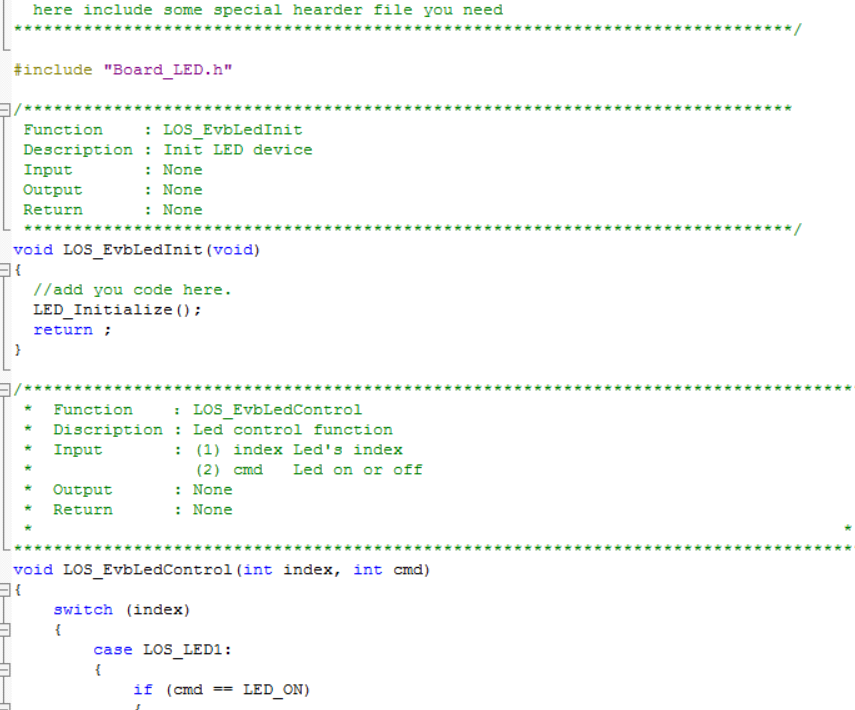 here include some special hearder file you need
******************************************************************************/
#include "Board_LED.h"
/*****************************************************************************
Function    : LOS_EvbLedInit
Description : Init LED device
Input       : None
Output      : None
Return      : None
*****************************************************************************/
void LOS_EvbLedInit(void)
{
//add you code here.
LED_Initialize();
return ;
}
/***********************************************************************************
*  Function    : LOS_EvbLedControl
*  Discription : Led control function
*  Input       : (1) index Led's index
*                (2) cmd   Led on or off
*  Output      : None
*  Return      : None
*                                                                                  *
************************************************************************************
void LOS_EvbLedControl(int index, int cmd)
{
switch (index)
{
case LOS_LED1:
{
if (cmd == LED_ON)
{